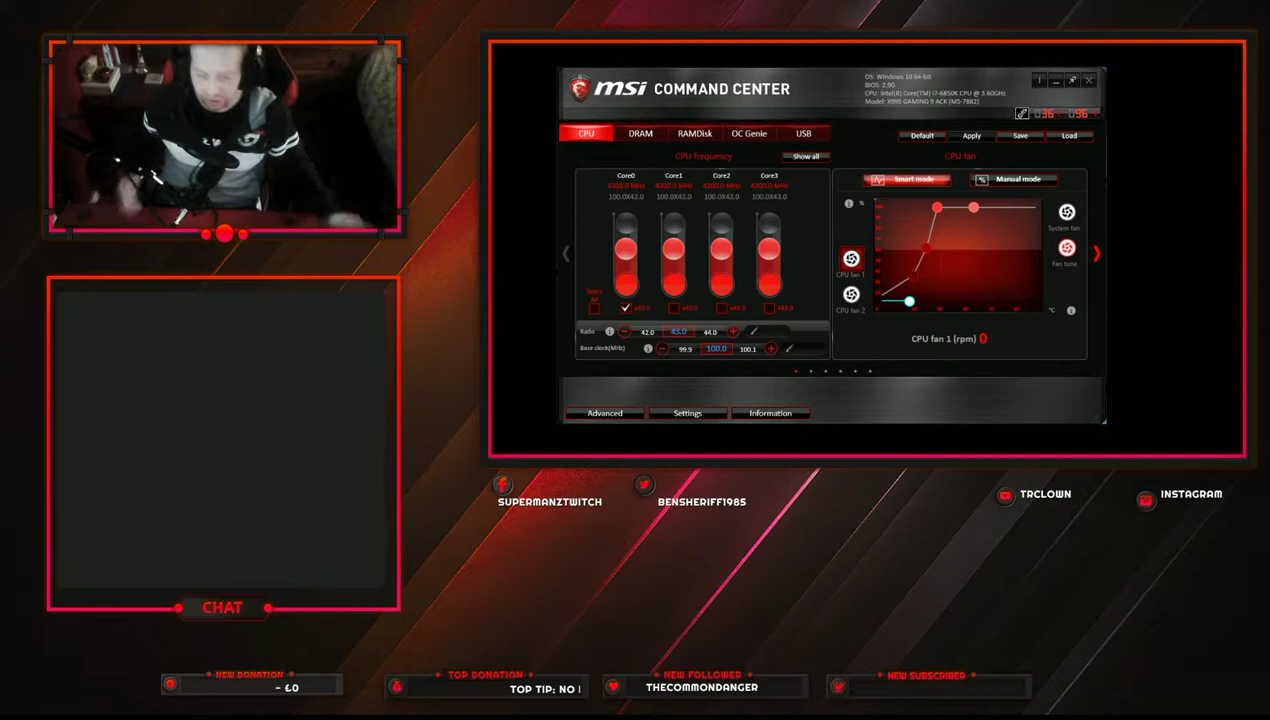 msi COMMAND CENTER
OS: Windows 10 64-bit
BIOS: 2.90
CPU: Intel(R) Core(TM) i7-6850K CPU @ 3.60GHz
Model: X99S GAMING 9 ACK (MS-7882)
CPU DRAM RAMDisk OC Genie USB
Default Apply Save Load
CPU frequency Show all
CPU fan
Smart mode Manual mode
Core0 Core1 Core2 Core3
4300.0 MHz 4300.0 MHz 4300.0 MHz 4300.0 MHz
100.0X43.0 100.0X43.0 100.0X43.0 100.0X43.0
System fan
Fan tune
CPU fan 1
CPU fan 2
Select All
x43.0 x43.0 x43.0 x43.0
Ratio 42.0 43.0 44.0
Base clock(MHz) 99.9 100.0 100.1
°C
%
CPU fan 1 (rpm) 0
Advanced Settings Information
SUPERMANZTWITCH
BENSHERIFF1985
TRCLOWN
INSTAGRAM
CHAT
NEW DONATION
- £0
TOP DONATION
TOP TIP: NO
NEW FOLLOWER
THECOMMONDANGER
NEW SUBSCRIBER